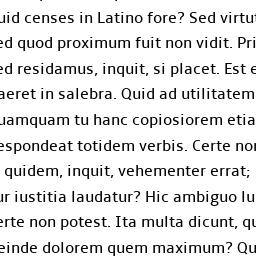 uid censes in Latino fore? Sed virtut
ed quod proximum fuit non vidit. Pri
ed residamus, inquit, si placet. Est e
aeret in salebra. Quid ad utilitatem
uamquam tu hanc copiosiorem etia
espondeat totidem verbis. Certe non
quidem, inquit, vehementer errat;
ur iustitia laudatur? Hic ambiguo lu
erte non potest. Ita multa dicunt, qu
einde dolorem quem maximum? Qu